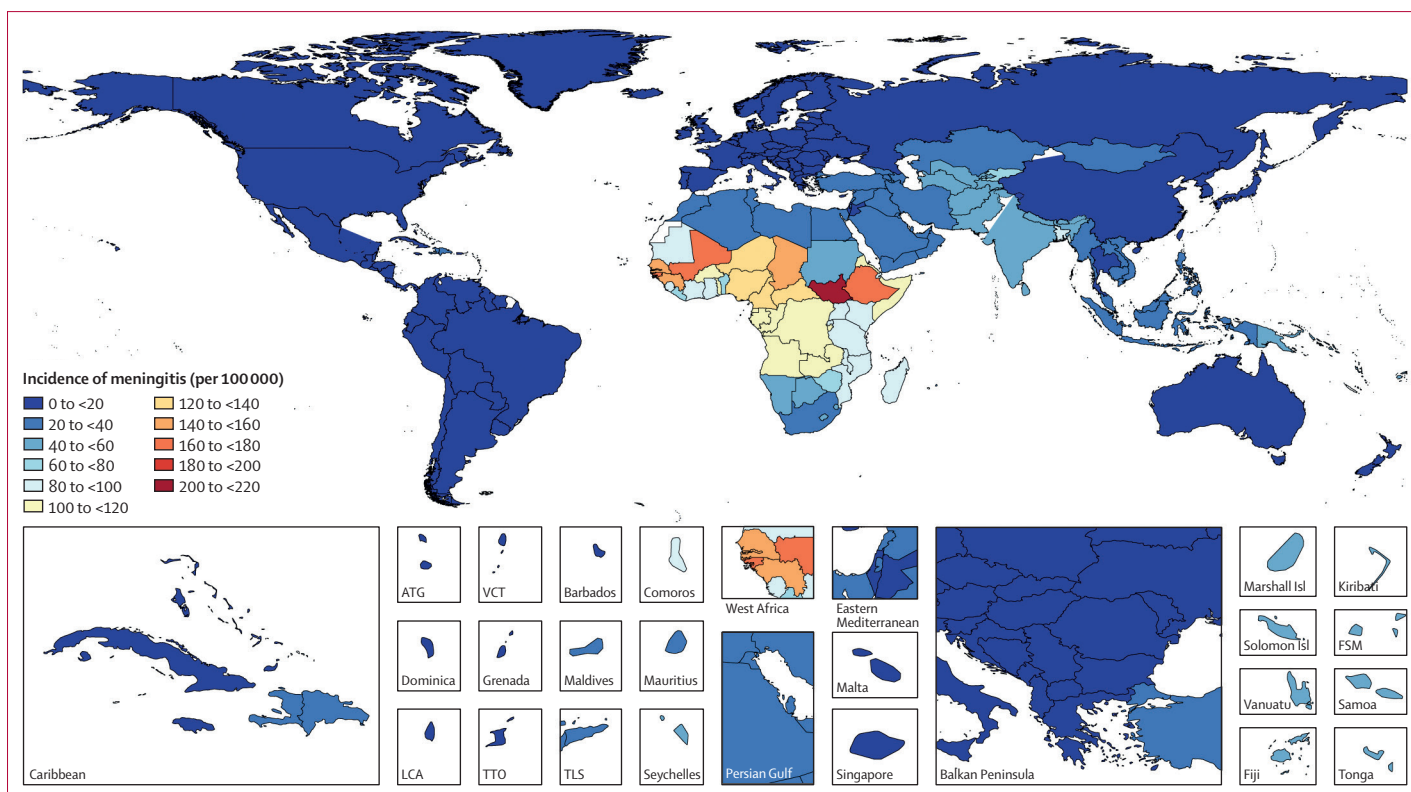 Incidence of meningitis (per 100 000)
0 to <20
20 to <40
40 to <60
60 to <80
80 to <100
100 to <120
120 to <140
140 to <160
160 to <180
180 to <200
200 to <220
Caribbean
ATG
VCT
Barbados
Comoros
Dominica
Grenada
Maldives
Mauritius
LCA
TTO
TLS
Seychelles
West Africa
Eastern
Mediterranean
Persian Gulf
Malta
Singapore
Balkan Peninsula
Marshall Isl
Kiribati
Solomon Isl
FSM
Vanuatu
Samoa
Fiji
Tonga